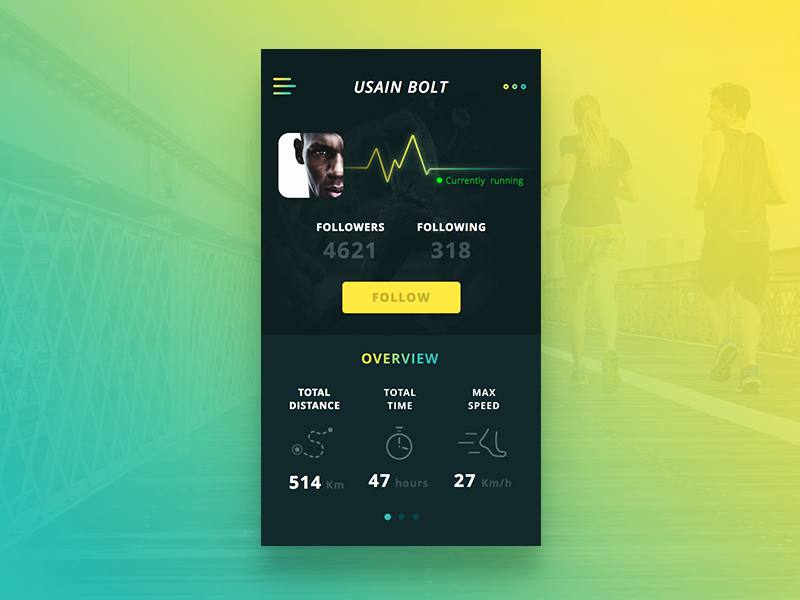 USAIN BOLT
Currently running
FOLLOWERS FOLLOWING
4621 318
FOLLOW
OVERVIEW
TOTAL DISTANCE TOTAL TIME MAX SPEED
514 Km 47 hours 27 Km/h